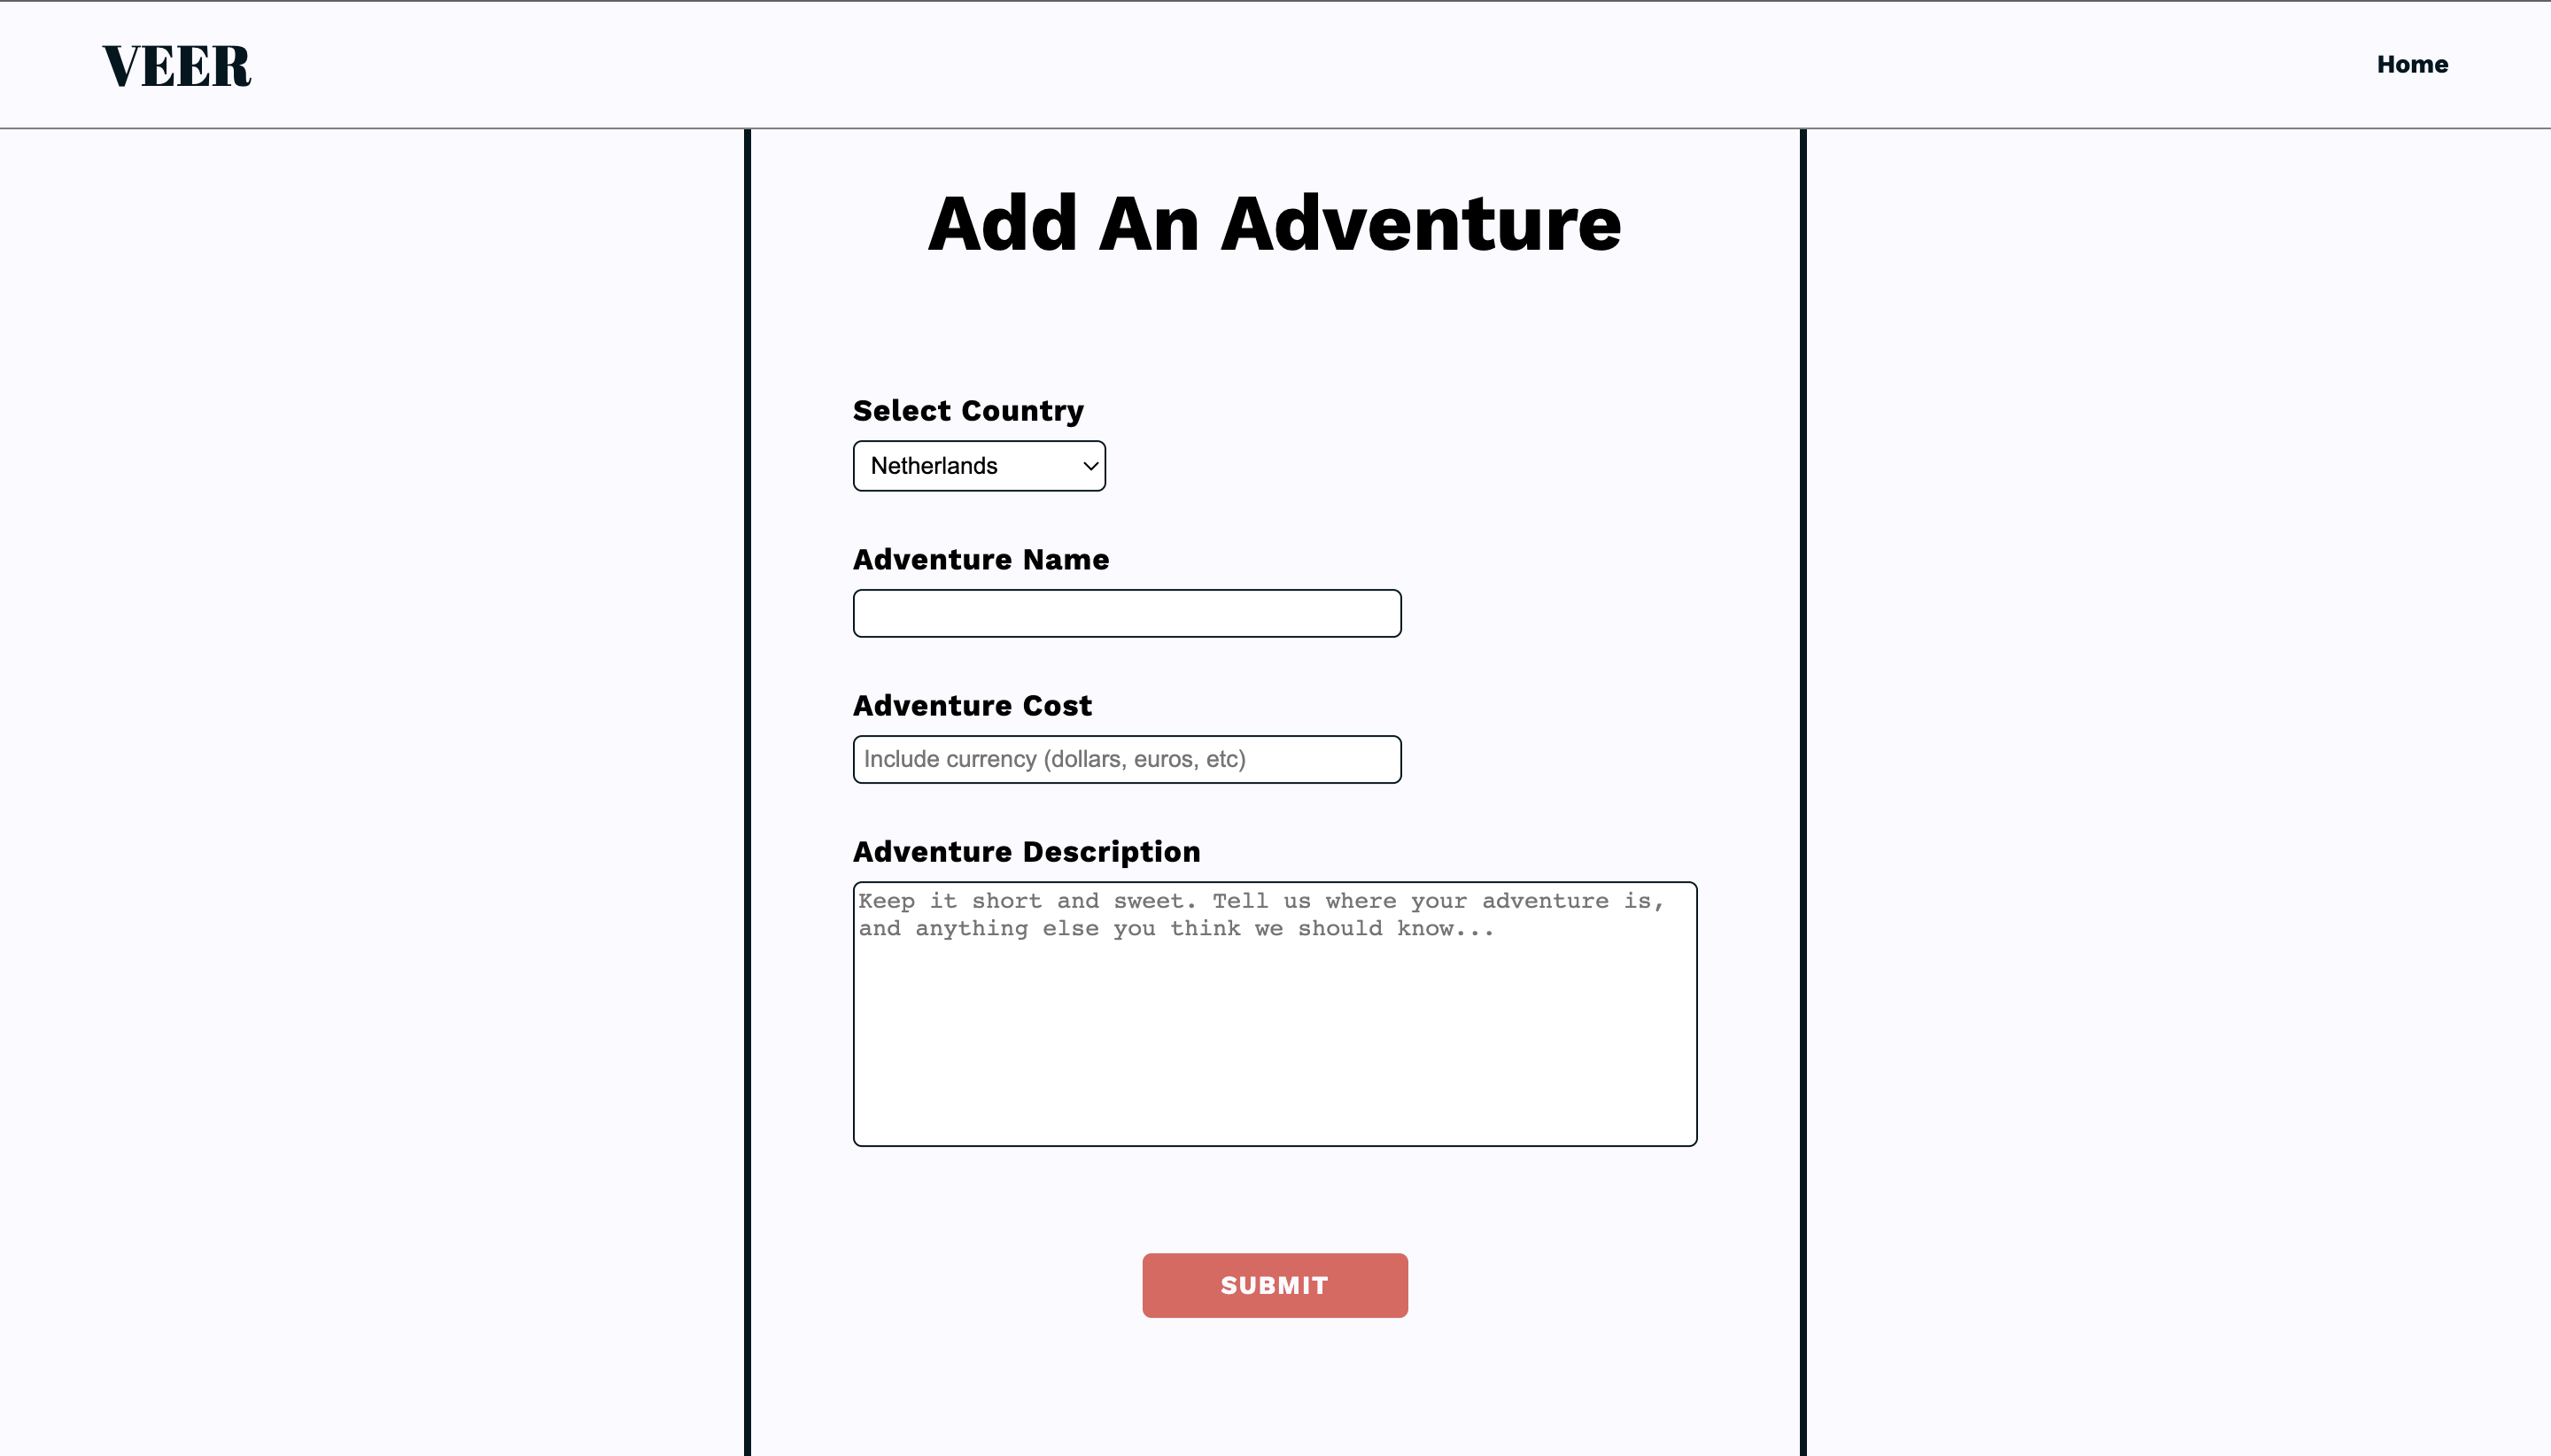 VEER
Home
Add An Adventure
Select Country
Netherlands
Adventure Name
Adventure Cost
Include currency (dollars, euros, etc)
Adventure Description
Keep it short and sweet. Tell us where your adventure is,
and anything else you think we should know...
SUBMIT